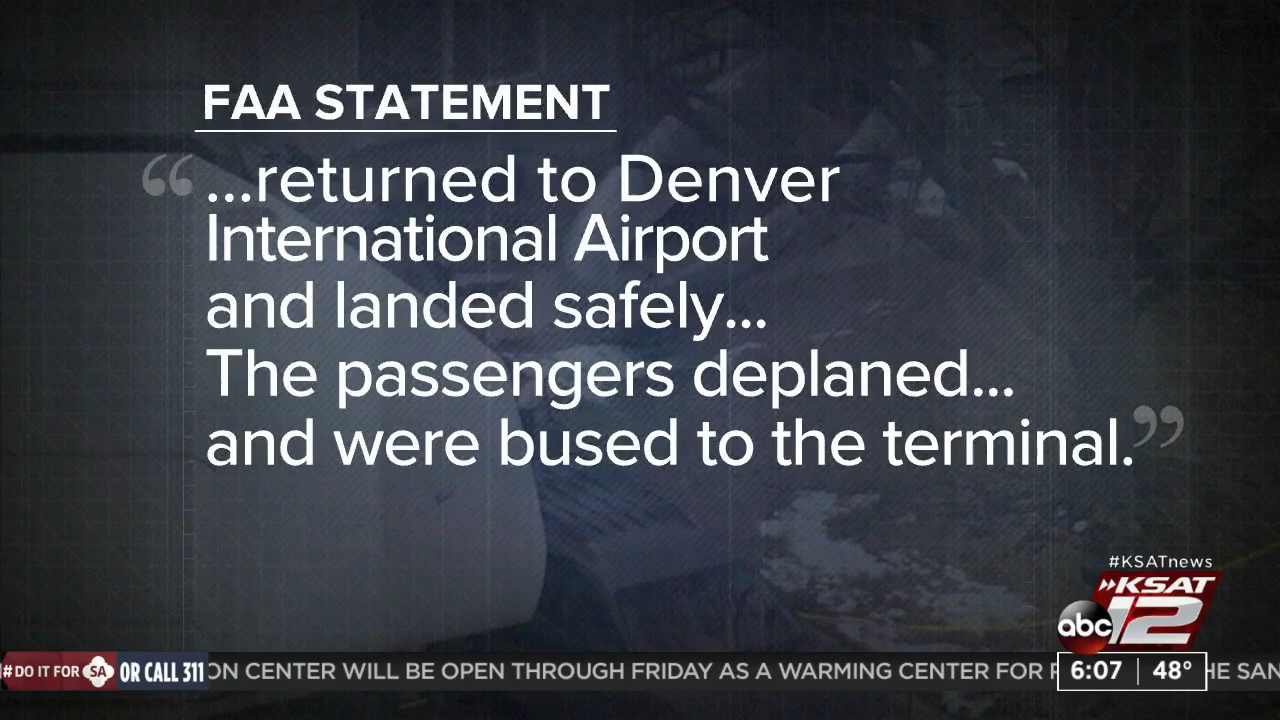 FAA STATEMENT
“...returned to Denver
International Airport
and landed safely...
The passengers deplaned...
and were bused to the terminal.”
#KSATnews
KSAT
abc 12
#DO IT FOR SA OR CALL 311 ON CENTER WILL BE OPEN THROUGH FRIDAY AS A WARMING CENTER FOR
6:07 48°